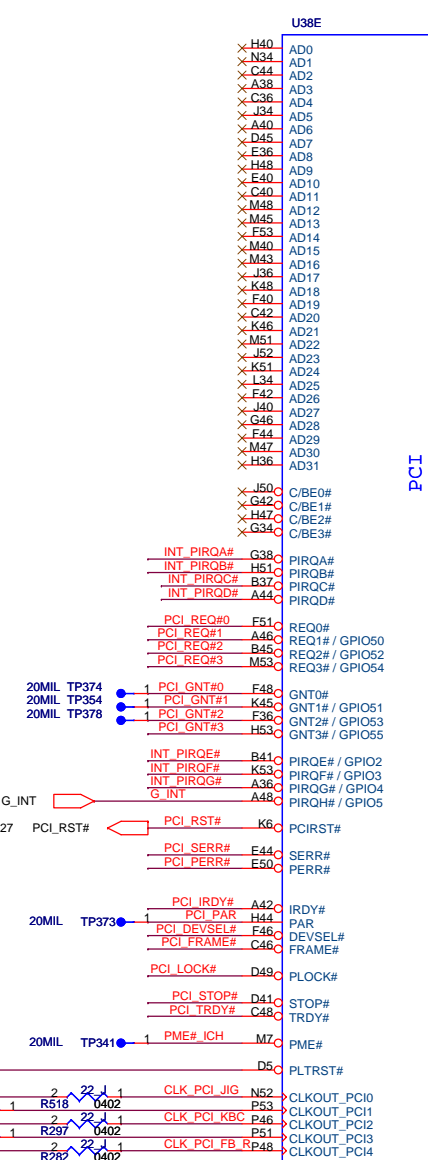 U38E
H40 AD0
N34 AD1
C44 AD2
A38 AD3
C36 AD4
J34 AD5
A40 AD6
D45 AD7
E36 AD8
H48 AD9
E40 AD10
C40 AD11
M48 AD12
M45 AD13
F53 AD14
M40 AD15
M43 AD16
J36 AD17
K48 AD18
F40 AD19
C42 AD20
K46 AD21
M51 AD22
J52 AD23
K51 AD24
L34 AD25
F42 AD26
J40 AD27
G46 AD28
F44 AD29
M47 AD30
H36 AD31
PCI
J50 C/BE0#
G42 C/BE1#
H47 C/BE2#
G34 C/BE3#
INT_PIRQA# G38 PIRQA#
INT_PIRQB# H51 PIRQB#
INT_PIRQC# B37 PIRQC#
INT_PIRQD# A44 PIRQD#
PCI_REQ#0 F51 REQ0#
PCI_REQ#1 A46 REQ1# / GPIO50
PCI_REQ#2 B45 REQ2# / GPIO52
PCI_REQ#3 M53 REQ3# / GPIO54
20MIL TP374 1 PCI_GNT#0 F48 GNT0#
20MIL TP354 1 PCI_GNT#1 K45 GNT1# / GPIO51
20MIL TP378 1 PCI_GNT#2 F36 GNT2# / GPIO53
PCI_GNT#3 H53 GNT3# / GPIO55
INT_PIRQE# B41 PIRQE# / GPIO2
INT_PIRQF# K53 PIRQF# / GPIO3
INT_PIRQG# A36 PIRQG# / GPIO4
G_INT G_INT A48 PIRQH# / GPIO5
27 PCI_RST# PCI_RST# K6 PCIRST#
PCI_SERR# E44 SERR#
PCI_PERR# E50 PERR#
PCI_IRDY# A42 IRDY#
20MIL TP373 1 PCI_PAR H44 PAR
PCI_DEVSEL# F46 DEVSEL#
PCI_FRAME# C46 FRAME#
PCI_LOCK# D49 PLOCK#
PCI_STOP# D41 STOP#
PCI_TRDY# C48 TRDY#
20MIL TP341 1 PME#_ICH M7 PME#
D5 PLTRST#
2 22_J 1 CLK_PCI_JIG N52 CLKOUT_PCI0
1 R518 0402 P53 CLKOUT_PCI1
2 22_J 1 CLK_PCI_KBC P46 CLKOUT_PCI2
1 R297 0402 P51 CLKOUT_PCI3
2 22_J 1 CLK_PCI_FB_R P48 CLKOUT_PCI4
R282 0402